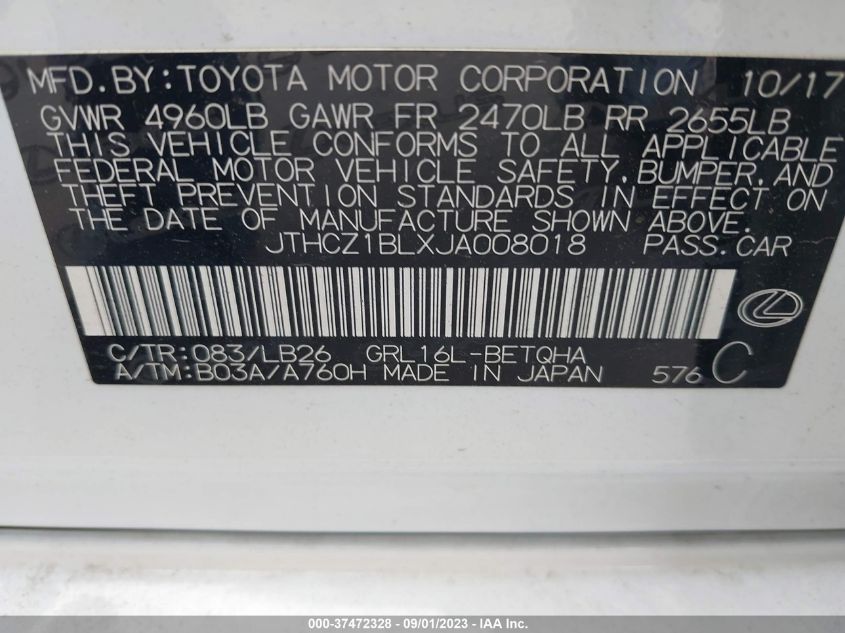 MFD.BY:TOYOTA MOTOR CORPORATION 10/17
GVWR 4960LB GAWR FR 2470LB RR 2655LB
THIS VEHICLE CONFORMS TO ALL APPLICABLE
FEDERAL MOTOR VEHICLE SAFETY, BUMPER, AND
THEFT PREVENTION STANDARDS IN EFFECT ON
THE DATE OF MANUFACTURE SHOWN ABOVE.
JTHCZ1BLXJA008018 PASS.CAR
C/TR:083/LB26 GRL16L-BETQHA
A/TM:B03A/A760H MADE IN JAPAN 576 C
000-37472328 - 09/01/2023 - IAA Inc.